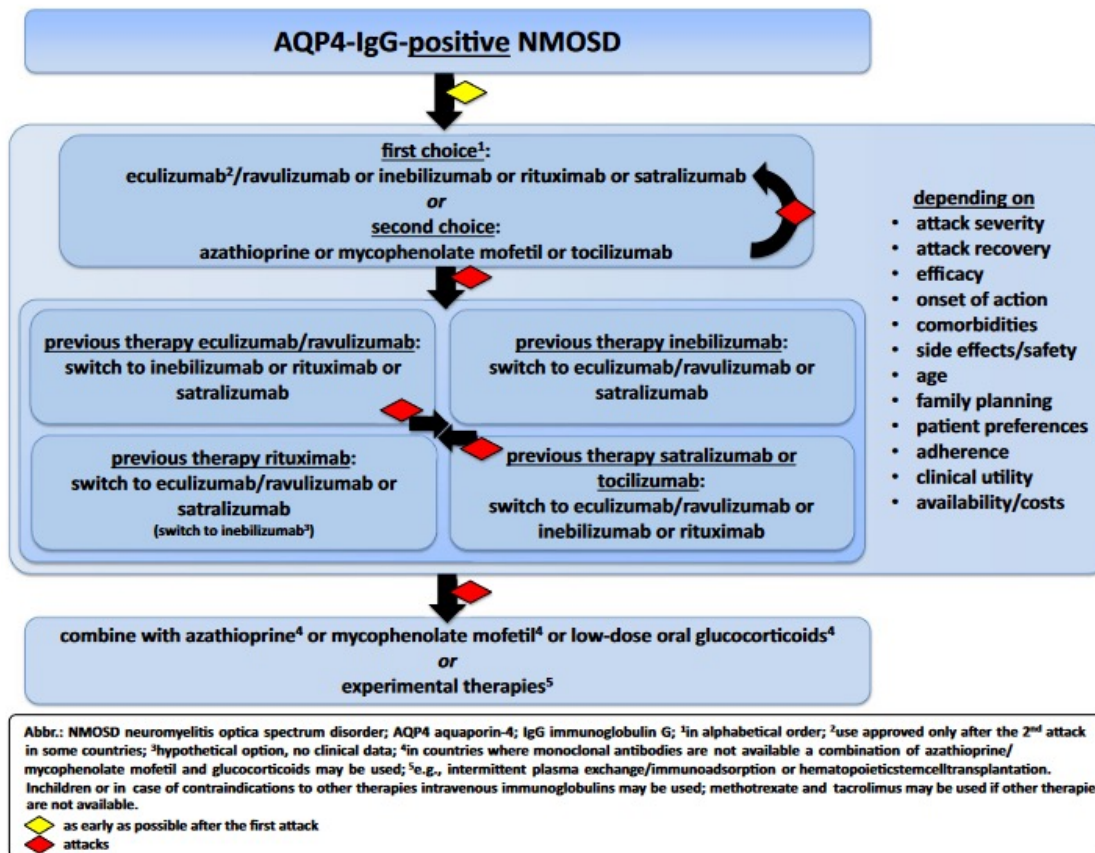 AQP4-IgG-positive NMOSD
first choice¹:
eculizumab²/ravulizumab or inebilizumab or rituximab or satralizumab
or
second choice:
azathioprine or mycophenolate mofetil or tocilizumab
previous therapy eculizumab/ravulizumab:
switch to inebilizumab or rituximab or
satralizumab
previous therapy inebilizumab:
switch to eculizumab/ravulizumab or
satralizumab
previous therapy rituximab:
switch to eculizumab/ravulizumab or
satralizumab
(switch to inebilizumab³)
previous therapy satralizumab or
tocilizumab:
switch to eculizumab/ravulizumab or
inebilizumab or rituximab
depending on
• attack severity
• attack recovery
• efficacy
• onset of action
• comorbidities
• side effects/safety
• age
• family planning
• patient preferences
• adherence
• clinical utility
• availability/costs
combine with azathioprine⁴ or mycophenolate mofetil⁴ or low-dose oral glucocorticoids⁴
or
experimental therapies⁵
Abbr.: NMOSD neuromyelitis optica spectrum disorder; AQP4 aquaporin-4; IgG immunoglobulin G; ¹in alphabetical order; ²use approved only after the 2ⁿᵈ attack
in some countries; ³hypothetical option, no clinical data; ⁴in countries where monoclonal antibodies are not available a combination of azathioprine/
mycophenolate mofetil and glucocorticoids may be used; ⁵e.g., intermittent plasma exchange/immunoadsorption or hematopoieticstemcelltransplantation.
Inchildren or in case of contraindications to other therapies intravenous immunoglobulins may be used; methotrexate and tacrolimus may be used if other therapie
are not available.
as early as possible after the first attack
attacks